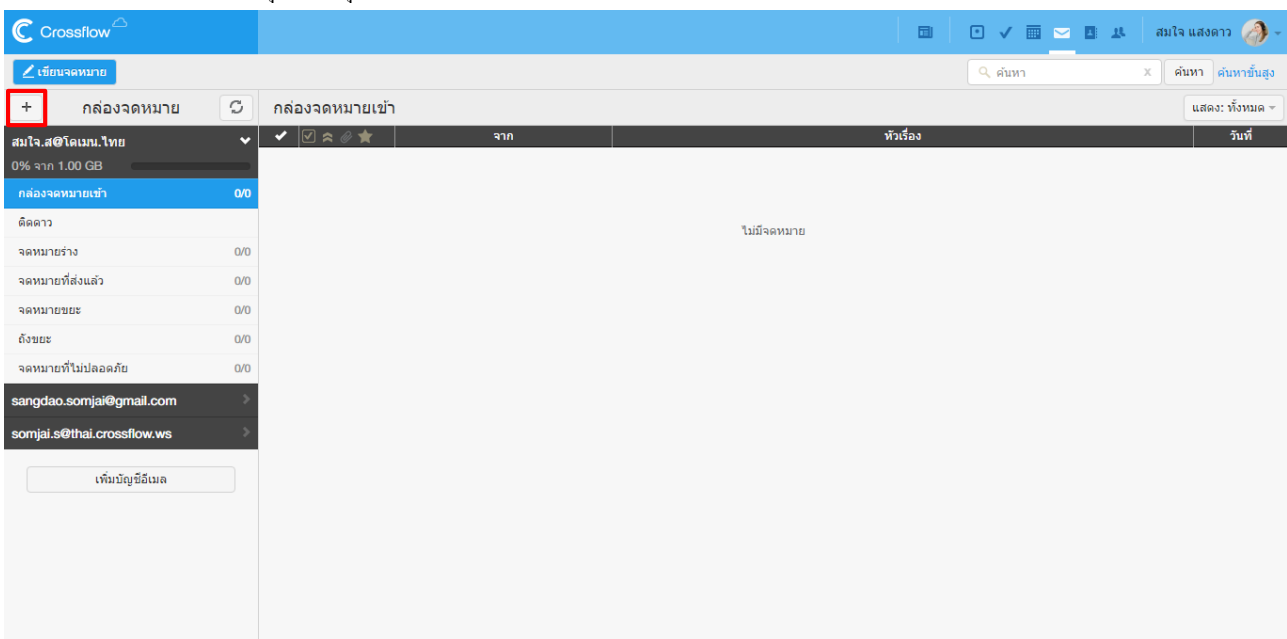 Crossflow
สมใจ แสงดาว
เขียนจดหมาย
ค้นหา
x
ค้นหา
ค้นหาขั้นสูง
+
กล่องจดหมาย
กล่องจดหมายเข้า
แสดง: ทั้งหมด
สมใจ.ส@โดเมน.ไทย
0% จาก 1.00 GB
จาก
หัวเรื่อง
วันที่
กล่องจดหมายเข้า 0/0
ติดดาว
ไม่มีจดหมาย
จดหมายร่าง 0/0
จดหมายที่ส่งแล้ว 0/0
จดหมายขยะ 0/0
ถังขยะ 0/0
จดหมายที่ไม่ปลอดภัย 0/0
sangdao.somjai@gmail.com
somjai.s@thai.crossflow.ws
เพิ่มบัญชีอีเมล